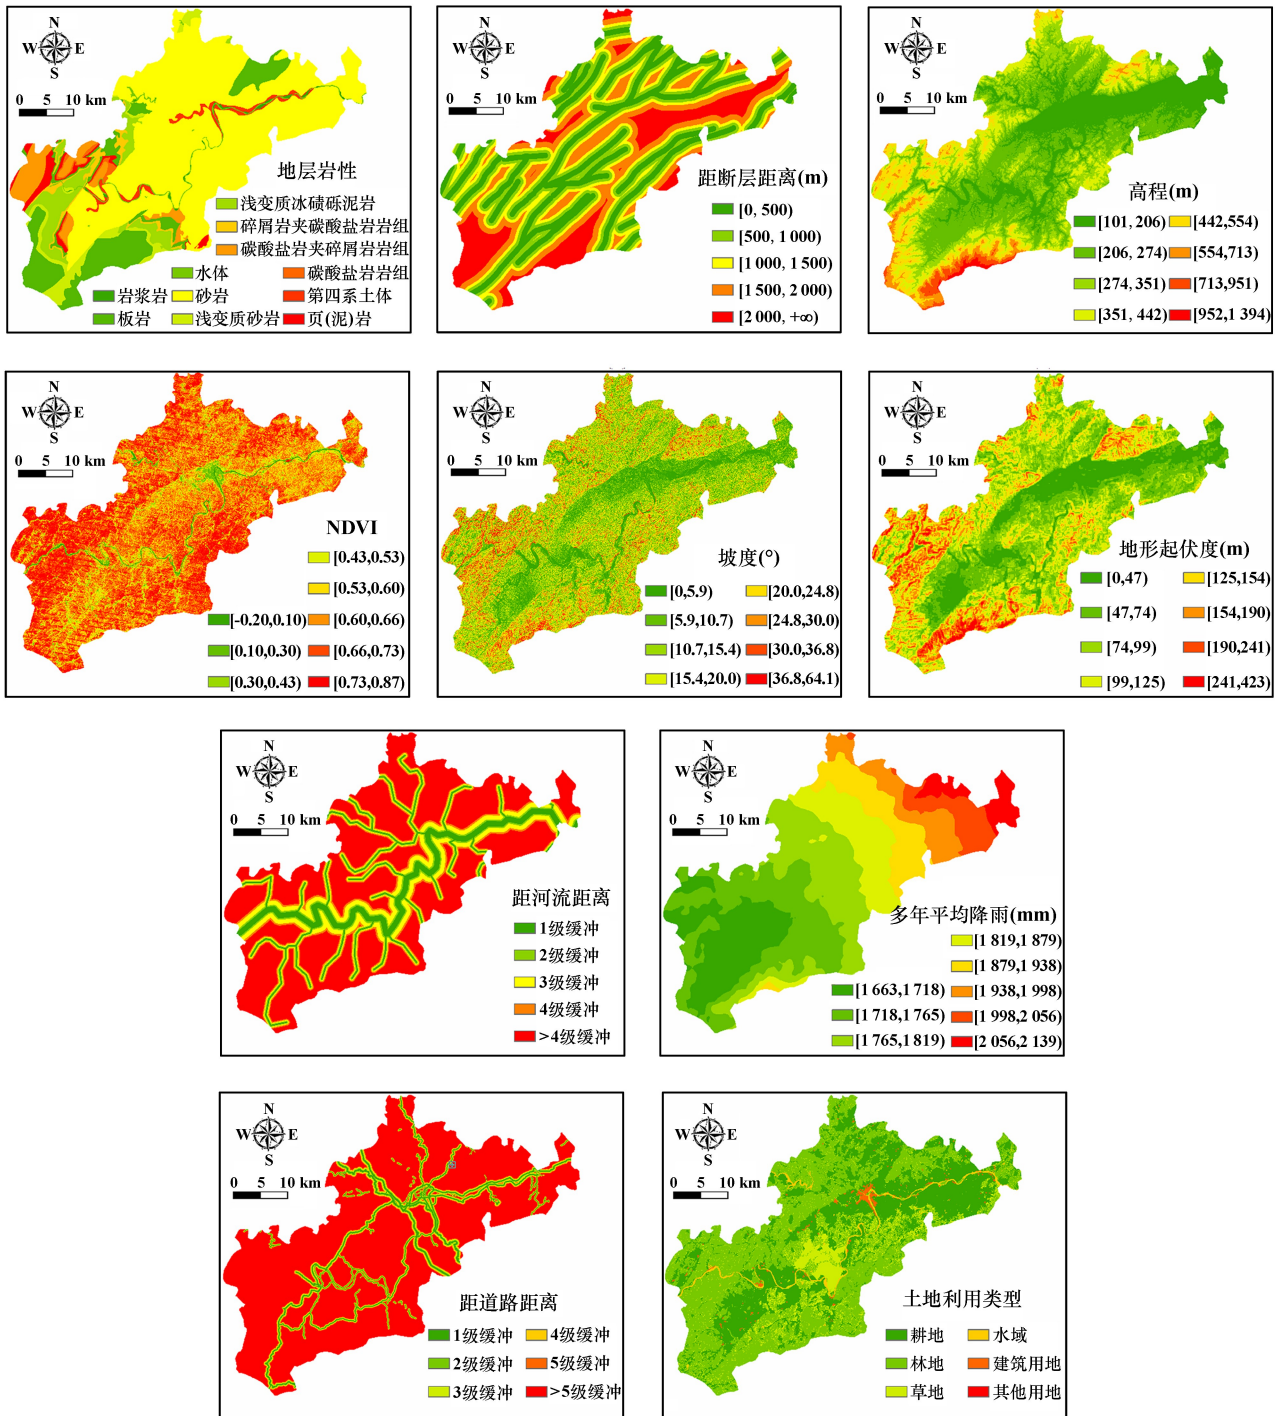 N
W E
S
0 5 10 km
地层岩性
浅变质冰碛砾泥岩
碎屑岩夹碳酸盐岩岩组
碳酸盐岩夹碎屑岩岩组
水体 碳酸盐岩岩组
岩浆岩 砂岩 第四系土体
板岩 浅变质砂岩 页(泥)岩
N
W E
S
0 5 10 km
距断层距离(m)
[0, 500)
[500, 1 000)
[1 000, 1 500)
[1 500, 2 000)
[2 000, +∞)
N
W E
S
0 5 10 km
高程(m)
[101, 206) [442,554)
[206, 274) [554,713)
[274,351) [713,951)
[351, 442) [952,1 394)
N
W E
S
0 5 10 km
NDVI
[0.43,0.53)
[0.53,0.60)
[-0.20,0.10) [0.60,0.66)
[0.10,0.30) [0.66,0.73)
[0.30,0.43) [0.73,0.87)
N
W E
S
0 5 10 km
坡度(°)
[0,5.9) [20.0,24.8)
[5.9,10.7) [24.8,30.0)
[10.7,15.4) [30.0,36.8)
[15.4,20.0) [36.8,64.1)
N
W E
S
0 5 10 km
地形起伏度(m)
[0,47) [125,154)
[47,74) [154,190)
[74,99) [190,241)
[99,125) [241,423)
N
W E
S
0 5 10 km
距河流距离
1级缓冲
2级缓冲
3级缓冲
4级缓冲
>4级缓冲
N
W E
S
0 5 10 km
多年平均降雨(mm)
[1 819,1 879)
[1 879,1 938)
[1 663,1 718) [1 938,1 998)
[1 718,1 765) [1 998,2 056)
[1 765,1 819) [2 056,2 139)
N
W E
S
0 5 10 km
距道路距离
1级缓冲 4级缓冲
2级缓冲 5级缓冲
3级缓冲 >5级缓冲
N
W E
S
0 5 10 km
土地利用类型
耕地 水域
林地 建筑用地
草地 其他用地